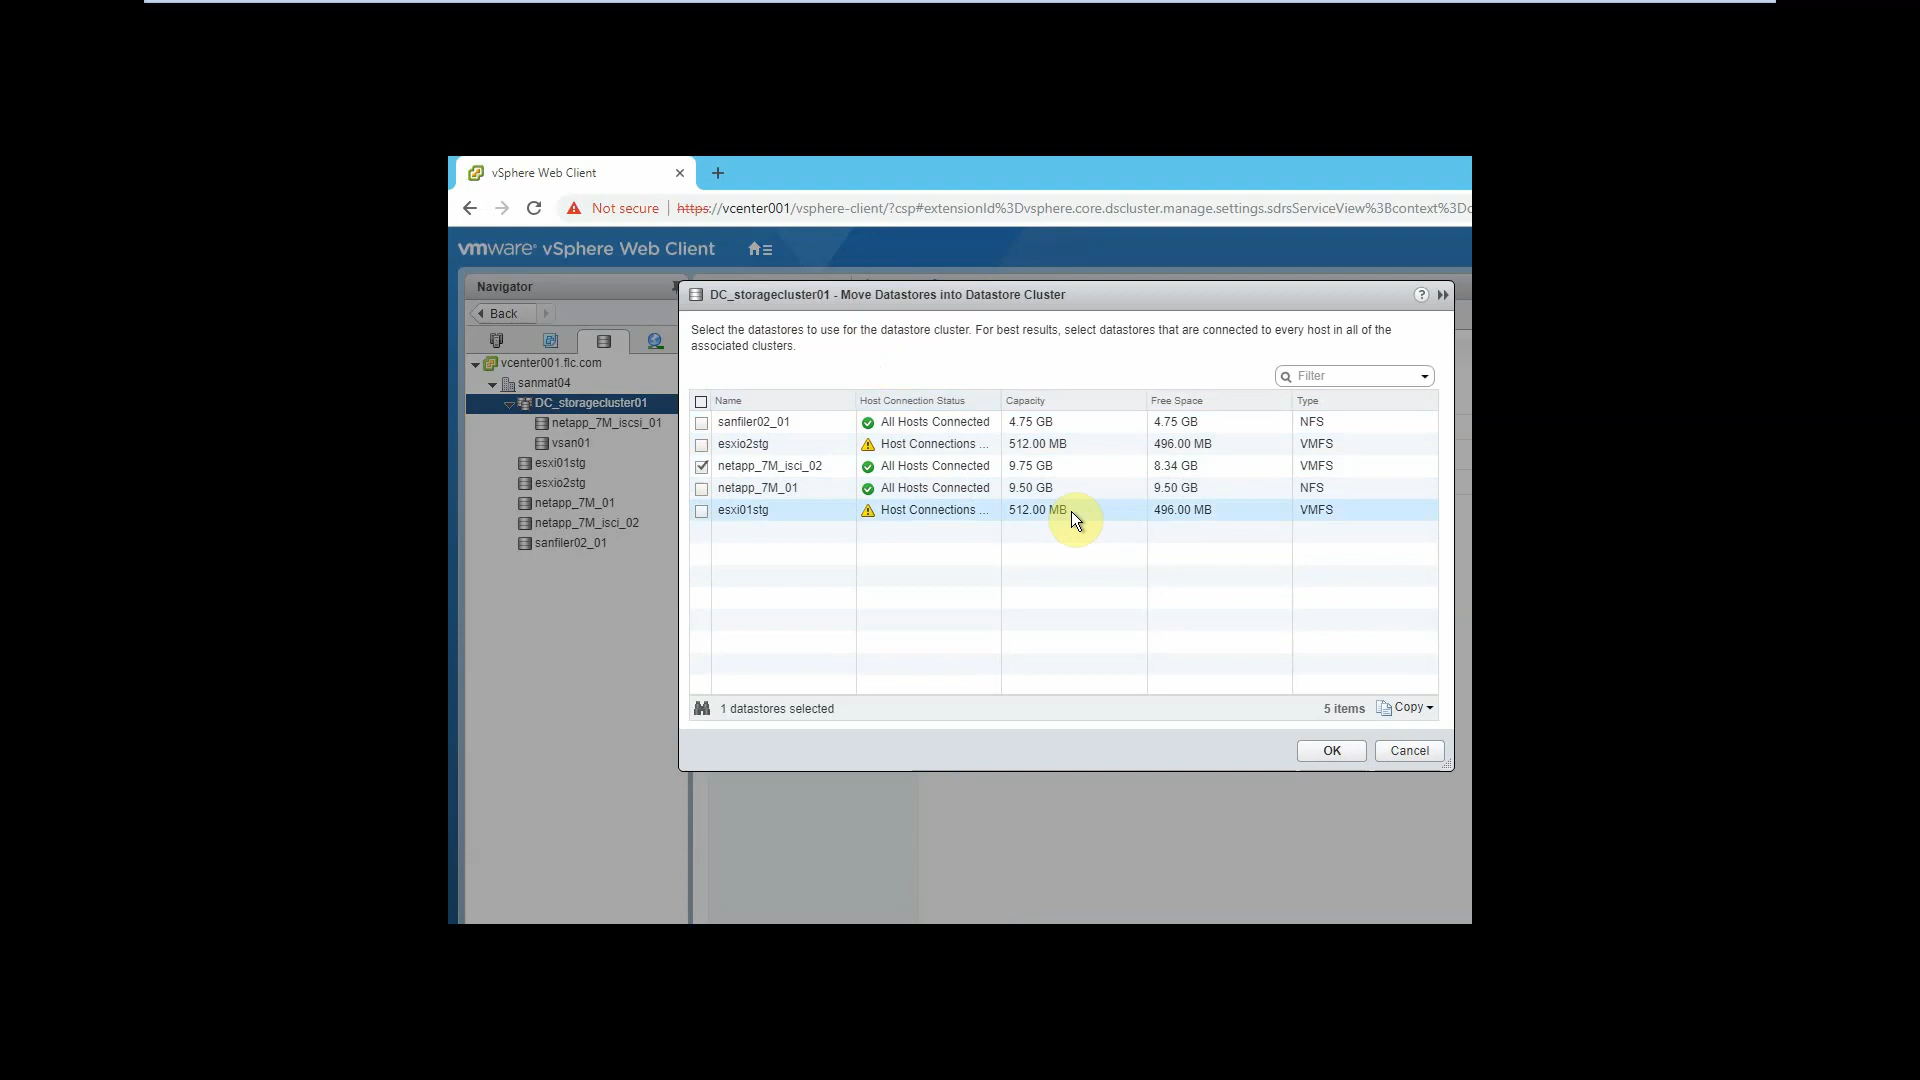 vSphere Web Client
Not secure https://vcenter001/vsphere-client/?csp#extensionId%3Dvsphere.core.dscluster.manage.settings.sdrsServiceView%3Bcontext%3Dc
vmware® vSphere Web Client
Navigator
Back
vcenter001.flc.com
sanmat04
DC_storagecluster01
netapp_7M_iscsi_01
vsan01
esxi01stg
esxio2stg
netapp_7M_01
netapp_7M_isci_02
sanfiler02_01
DC_storagecluster01 - Move Datastores into Datastore Cluster
Select the datastores to use for the datastore cluster. For best results, select datastores that are connected to every host in all of the
associated clusters.
Filter
Name Host Connection Status Capacity Free Space Type
sanfiler02_01 All Hosts Connected 4.75 GB 4.75 GB NFS
esxio2stg Host Connections ... 512.00 MB 496.00 MB VMFS
netapp_7M_isci_02 All Hosts Connected 9.75 GB 8.34 GB VMFS
netapp_7M_01 All Hosts Connected 9.50 GB 9.50 GB NFS
esxi01stg Host Connections ... 512.00 MB 496.00 MB VMFS
1 datastores selected 5 items Copy
OK Cancel